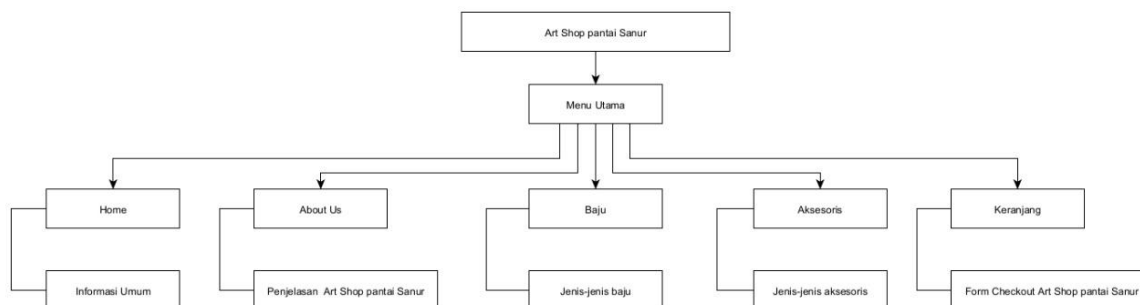 Art Shop pantai Sanur
Menu Utama
Home
About Us
Baju
Aksesoris
Keranjang
Informasi Umum
Penjelasan Art Shop pantai Sanur
Jenis-jenis baju
Jenis-jenis aksesoris
Form Checkout Art Shop pantai Sanur